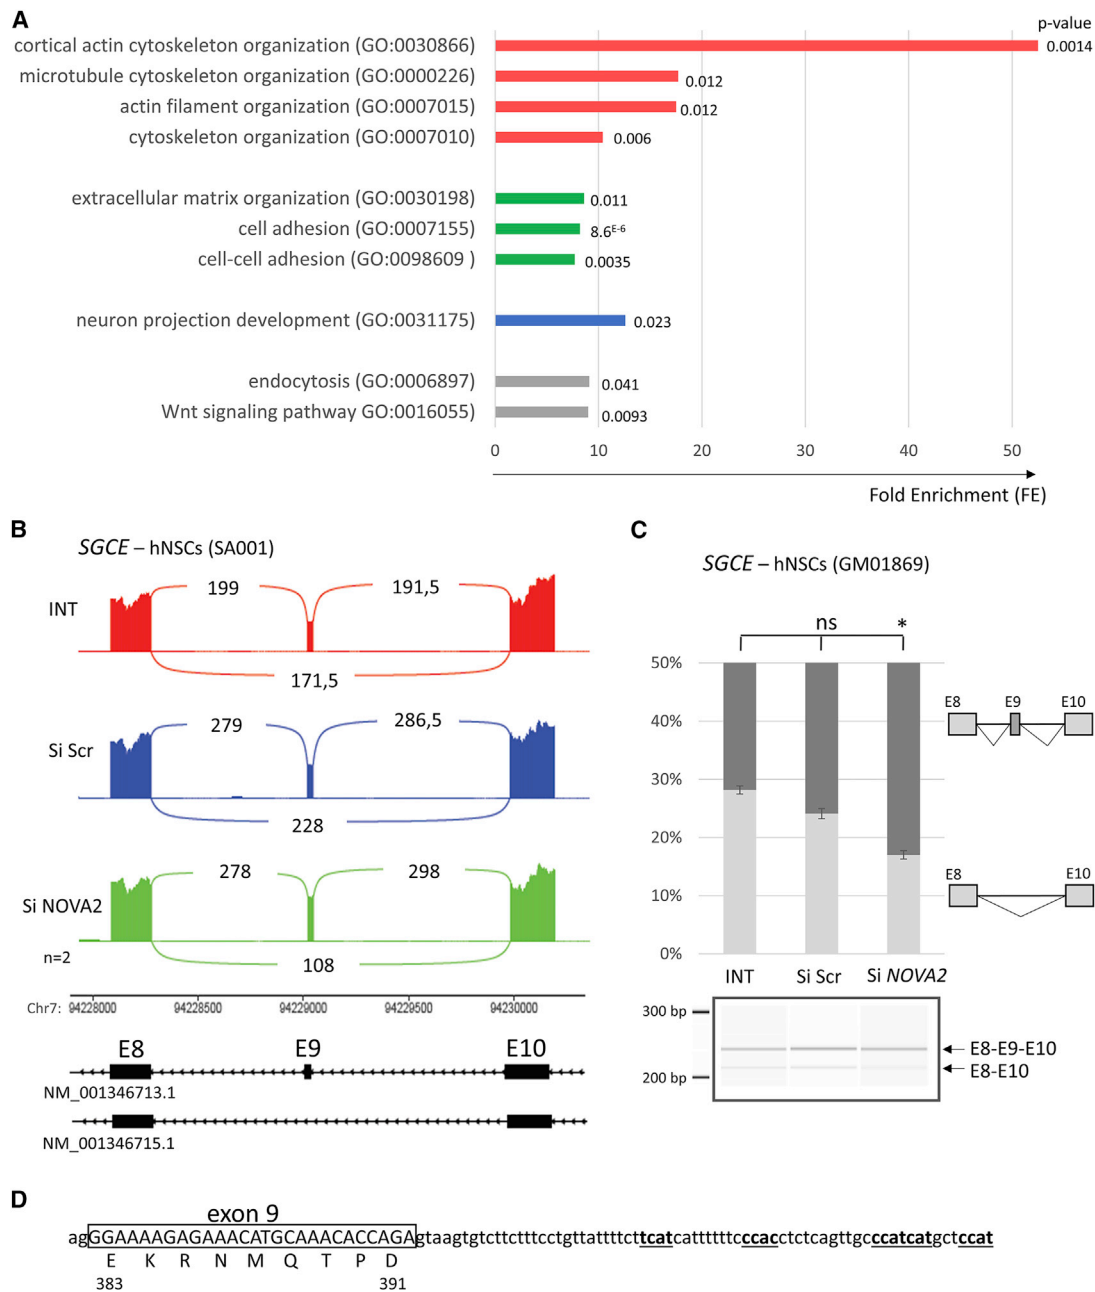 A
p-value
cortical actin cytoskeleton organization (GO:0030866) 0.0014
microtubule cytoskeleton organization (GO:0000226) 0.012
actin filament organization (GO:0007015) 0.012
cytoskeleton organization (GO:0007010) 0.006
extracellular matrix organization (GO:0030198) 0.011
cell adhesion (GO:0007155) 8.6E-6
cell-cell adhesion (GO:0098609 ) 0.0035
neuron projection development (GO:0031175) 0.023
endocytosis (GO:0006897) 0.041
Wnt signaling pathway GO:0016055) 0.0093
0 10 20 30 40 50
Fold Enrichment (FE)
B
SGCE – hNSCs (SA001)
INT
199 191,5
171,5
Si Scr
279 286,5
228
Si NOVA2
278 298
n=2
108
Chr7: 94228000 94228500 94229000 94229500 94230000
E8 E9 E10
NM_001346713.1
NM_001346715.1
C
SGCE – hNSCs (GM01869)
ns *
50%
40%
30%
20%
10%
0%
E8 E9 E10
E8 E10
INT Si Scr Si NOVA2
300 bp
200 bp
E8-E9-E10
E8-E10
D
exon 9
agGGAAAAGAGAAACATGCAAACACCAGAgtaagtgtcttctttcctgttattttcttcatcattttttcccacctctcagttgcccatcatgctccat
E K R N M Q T P D
383 391